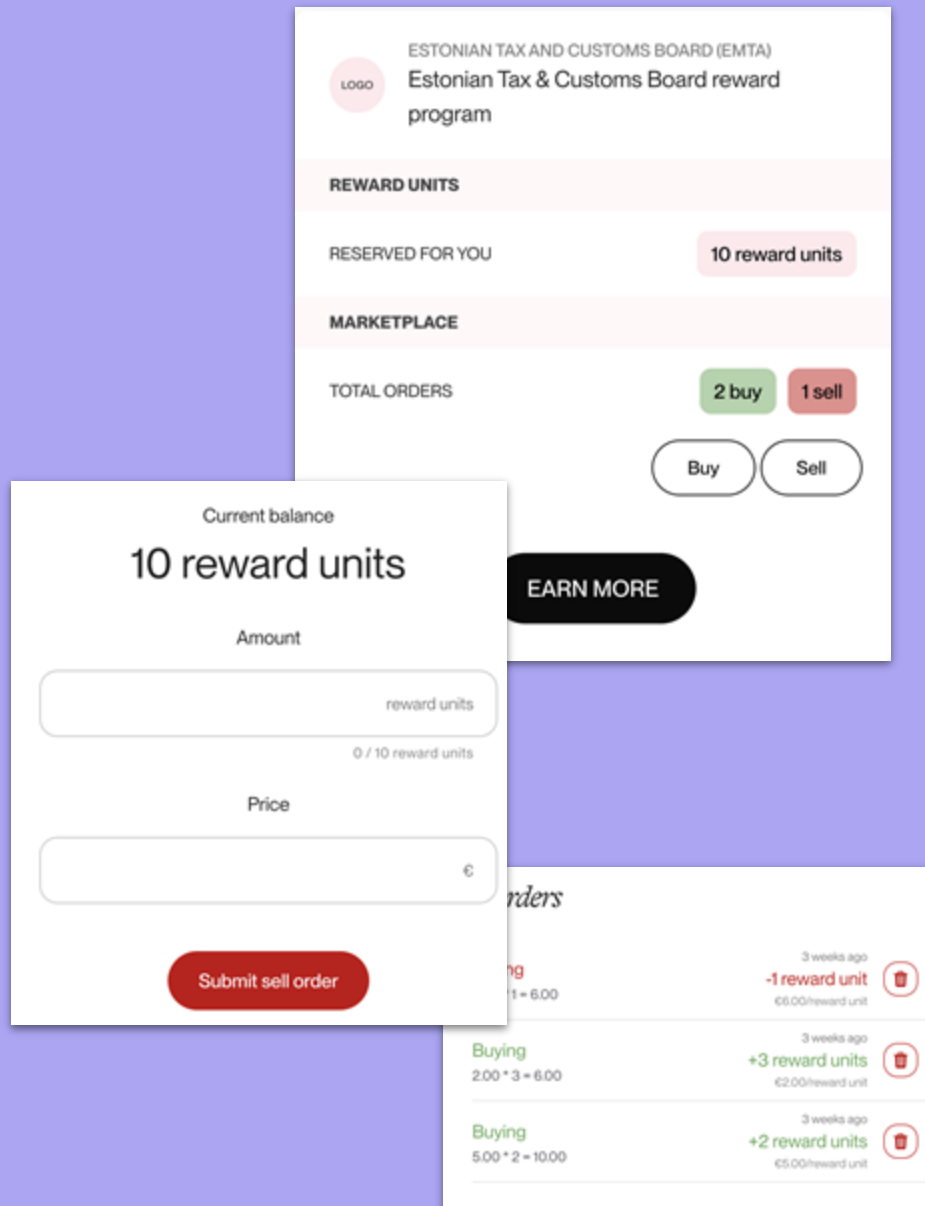 ESTONIAN TAX AND CUSTOMS BOARD (EMTA)
LOGO
Estonian Tax & Customs Board reward
program
REWARD UNITS
RESERVED FOR YOU
10 reward units
MARKETPLACE
TOTAL ORDERS
2 buy
1 sell
Buy
Sell
EARN MORE
Current balance
10 reward units
Amount
reward units
0 / 10 reward units
Price
€
Submit sell order
rders
3 weeks ago
ng
-1 reward unit
1 = 6.00
€6.00/reward unit
3 weeks ago
Buying
+3 reward units
2.00 * 3 = 6.00
€2.00/reward unit
3 weeks ago
Buying
+2 reward units
5.00 * 2 = 10.00
€5.00/reward unit